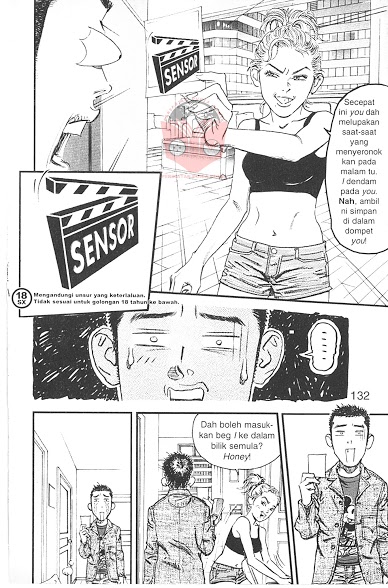 SENSOR
Secepat
ini you dah
melupakan
saat-saat
yang
menyeronok
kan pada
malam tu.
I dendam
pada you.
Nah, ambil
ni simpan
di dalam
dompet
you!
SENSOR
18
SX
Mengandungi unsur yang keterlaluan.
Tidak sesuai untuk golongan 18 tahun ke bawah.
132
Dah boleh masuk-
kan beg I ke dalam
bilik semula?
Honey!